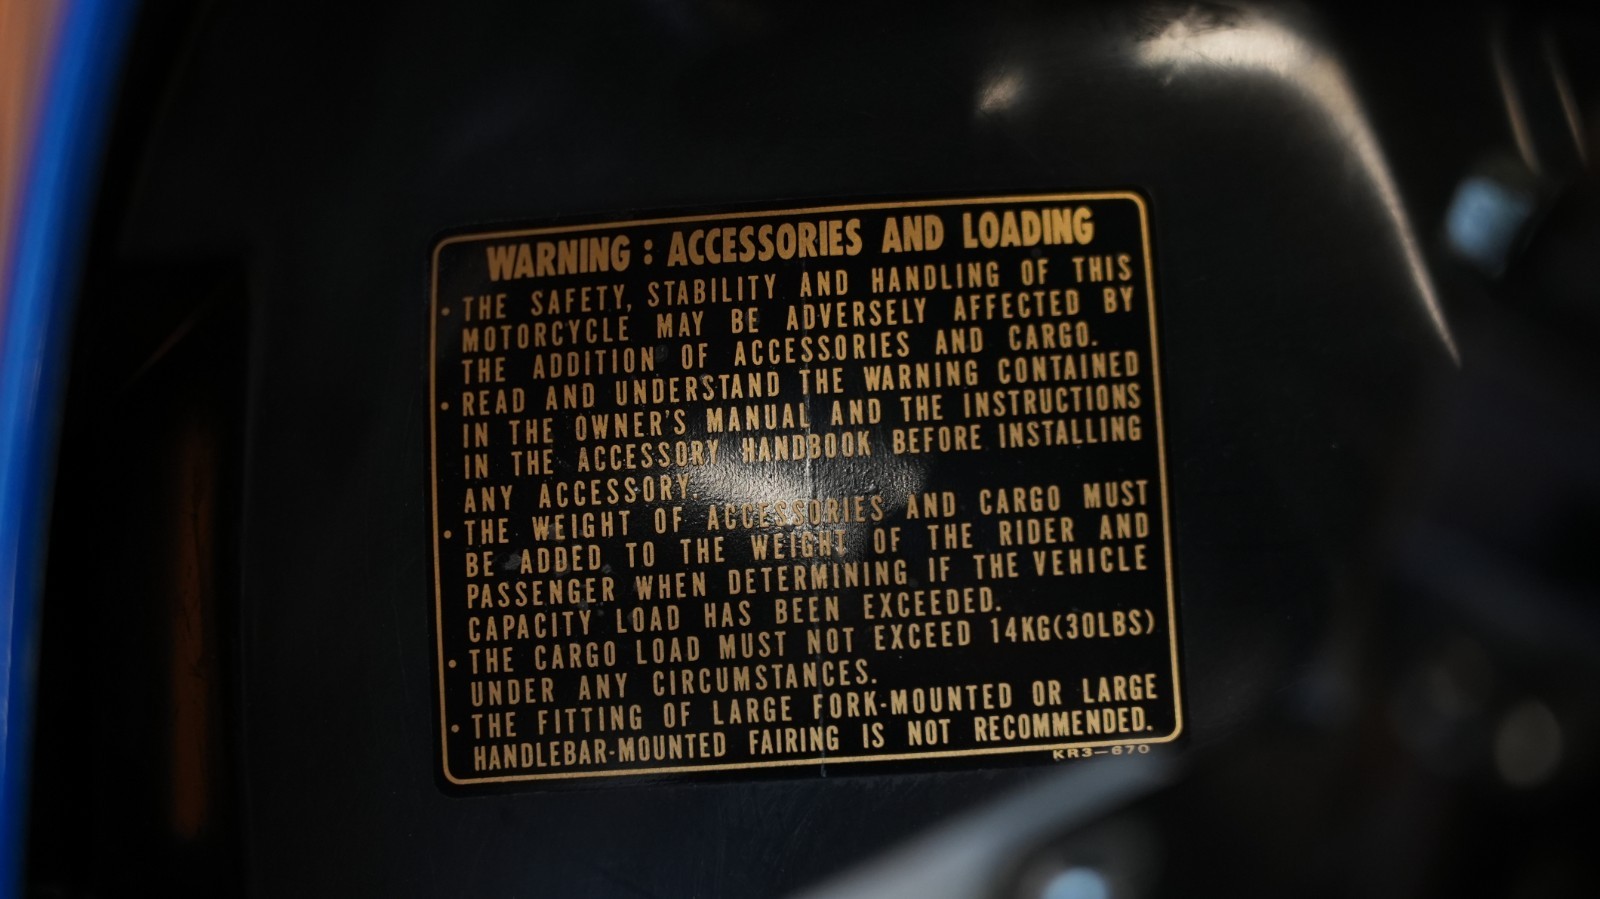 WARNING : ACCESSORIES AND LOADING
• THE SAFETY, STABILITY AND HANDLING OF THIS
MOTORCYCLE MAY BE ADVERSELY AFFECTED BY
THE ADDITION OF ACCESSORIES AND CARGO.
• READ AND UNDERSTAND THE WARNING CONTAINED
IN THE OWNER'S MANUAL AND THE INSTRUCTIONS
IN THE ACCESSORY HANDBOOK BEFORE INSTALLING
ANY ACCESSORY.
• THE WEIGHT OF ACCESSORIES AND CARGO MUST
BE ADDED TO THE WEIGHT OF THE RIDER AND
PASSENGER WHEN DETERMINING IF THE VEHICLE
CAPACITY LOAD HAS BEEN EXCEEDED.
• THE CARGO LOAD MUST NOT EXCEED 14KG(30LBS)
UNDER ANY CIRCUMSTANCES.
• THE FITTING OF LARGE FORK-MOUNTED OR LARGE
HANDLEBAR-MOUNTED FAIRING IS NOT RECOMMENDED.
KR3-670